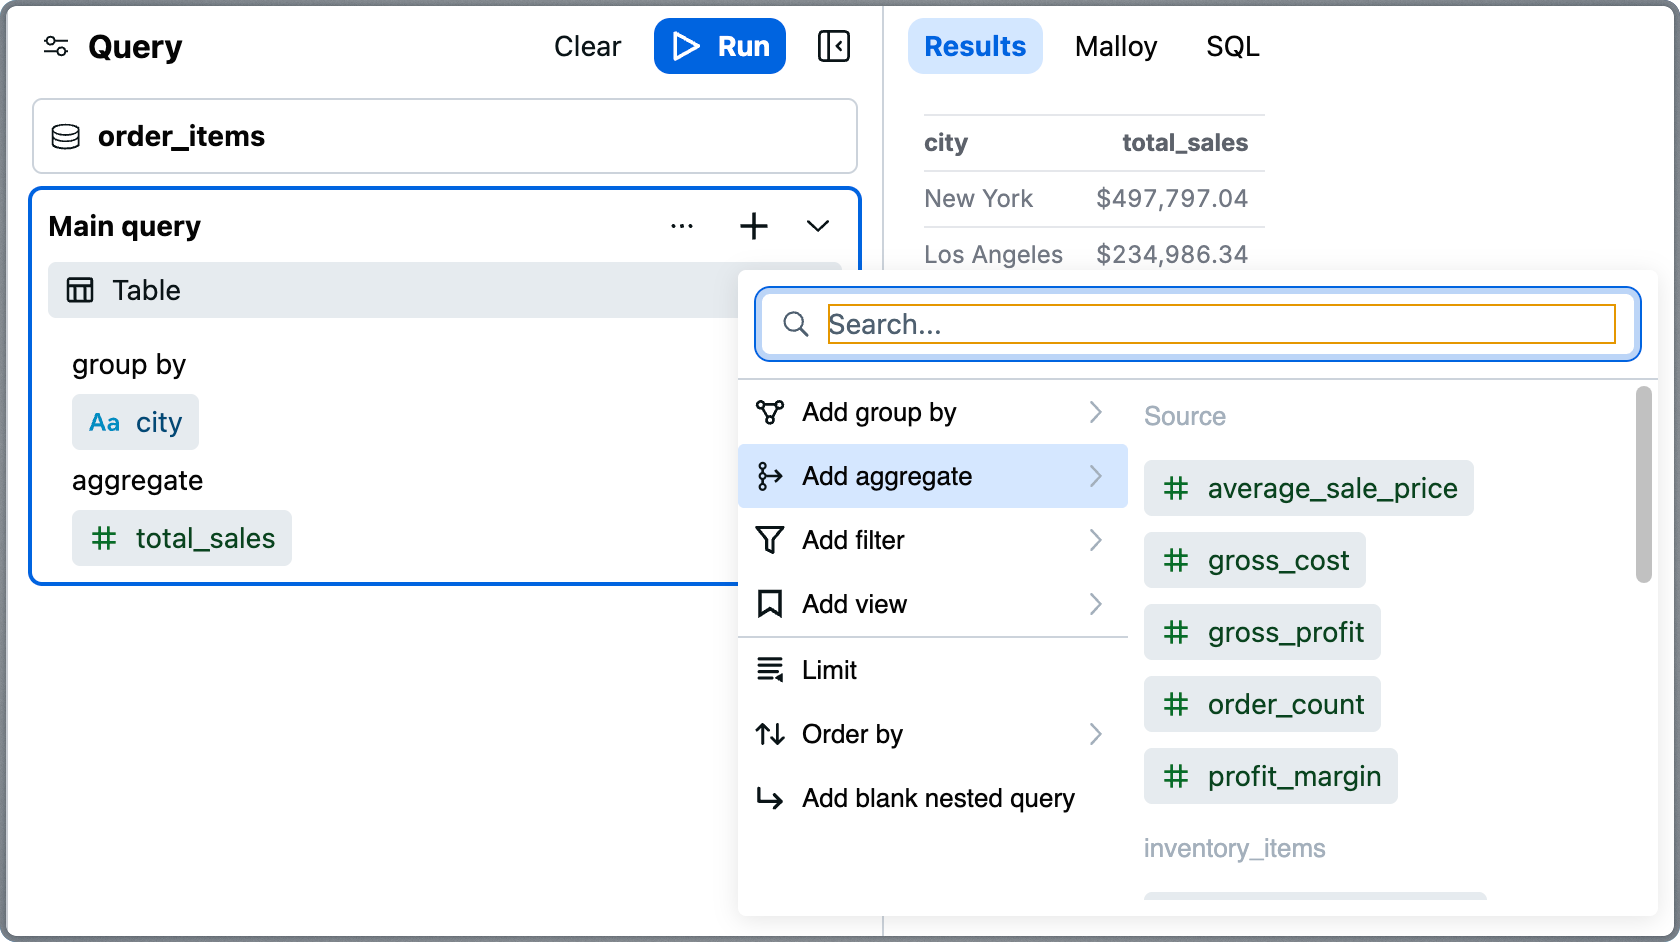 Query
Clear
Run
order_items
Main query
Table
group by
Aa city
aggregate
# total_sales
Results
Malloy
SQL
city total_sales
New York $497,797.04
Los Angeles $234,986.34
Search...
Add group by
Add aggregate
Add filter
Add view
Limit
Order by
Add blank nested query
Source
# average_sale_price
# gross_cost
# gross_profit
# order_count
# profit_margin
inventory_items